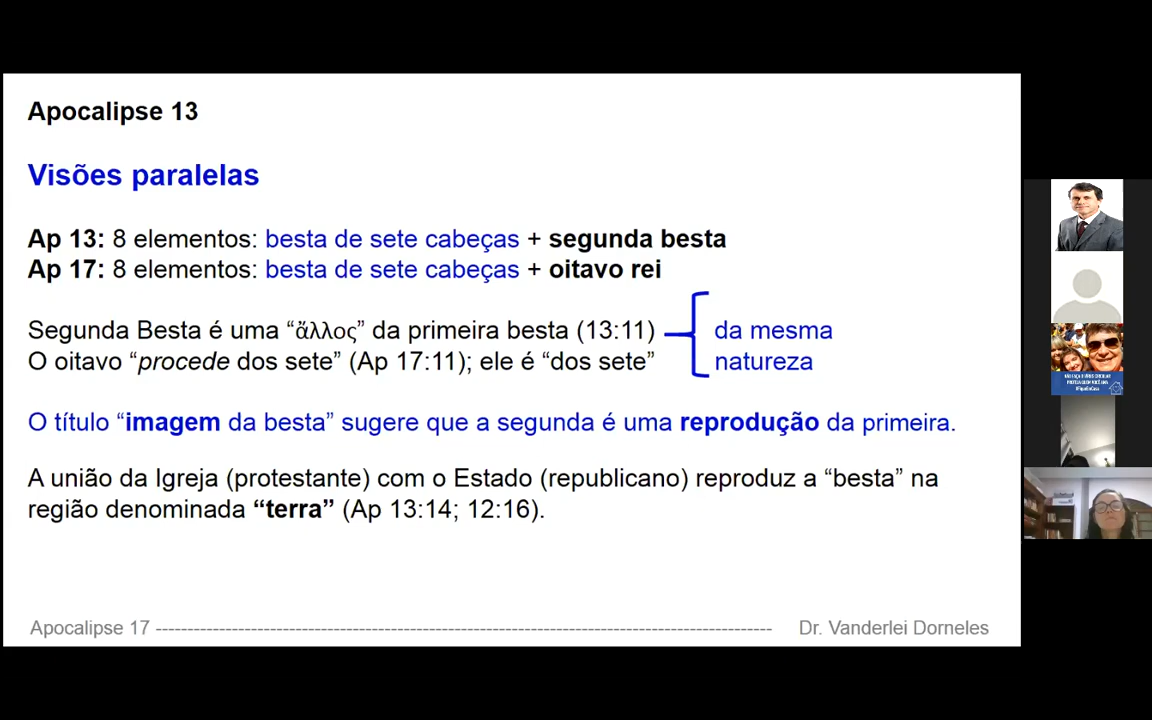 Apocalipse 13
Visões paralelas
Ap 13: 8 elementos: besta de sete cabeças + segunda besta
Ap 17: 8 elementos: besta de sete cabeças + oitavo rei
Segunda Besta é uma “ἄλλος” da primeira besta (13:11)
O oitavo “procede dos sete” (Ap 17:11); ele é “dos sete”
da mesma
natureza
O título “imagem da besta” sugere que a segunda é uma reprodução da primeira.
A união da Igreja (protestante) com o Estado (republicano) reproduz a “besta” na
região denominada “terra” (Ap 13:14; 12:16).
Apocalipse 17 Dr. Vanderlei Dorneles